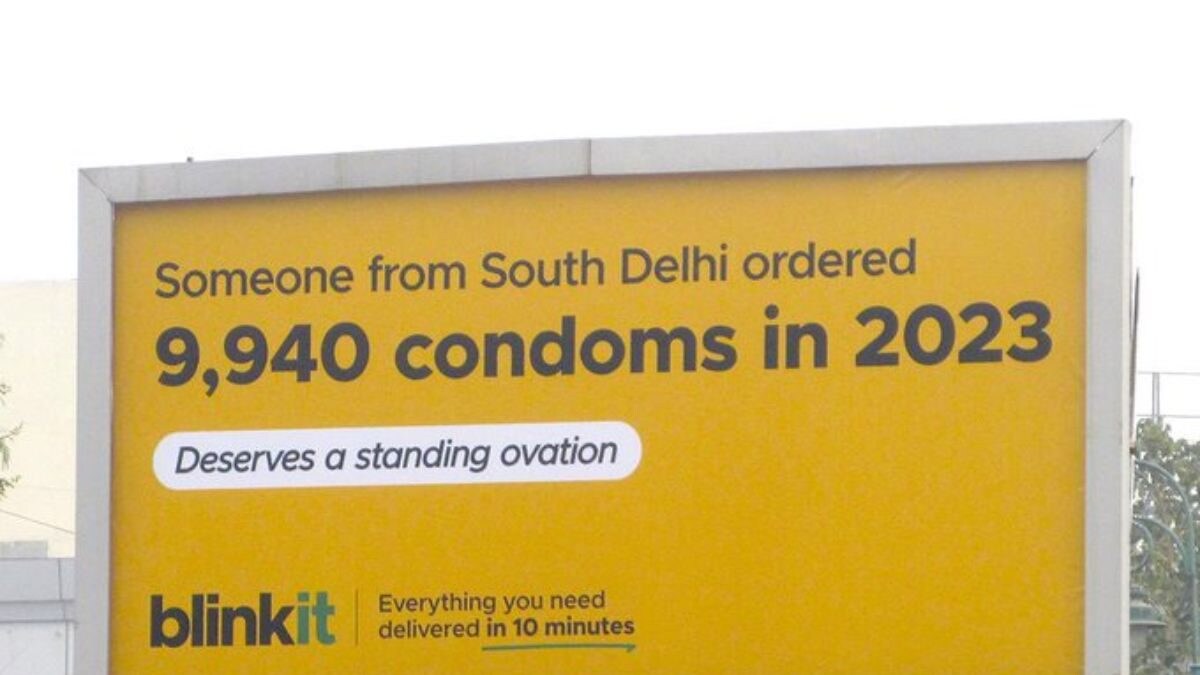 Someone from South Delhi ordered
9,940 condoms in 2023
Deserves a standing ovation
blinkit
Everything you need
delivered in 10 minutes